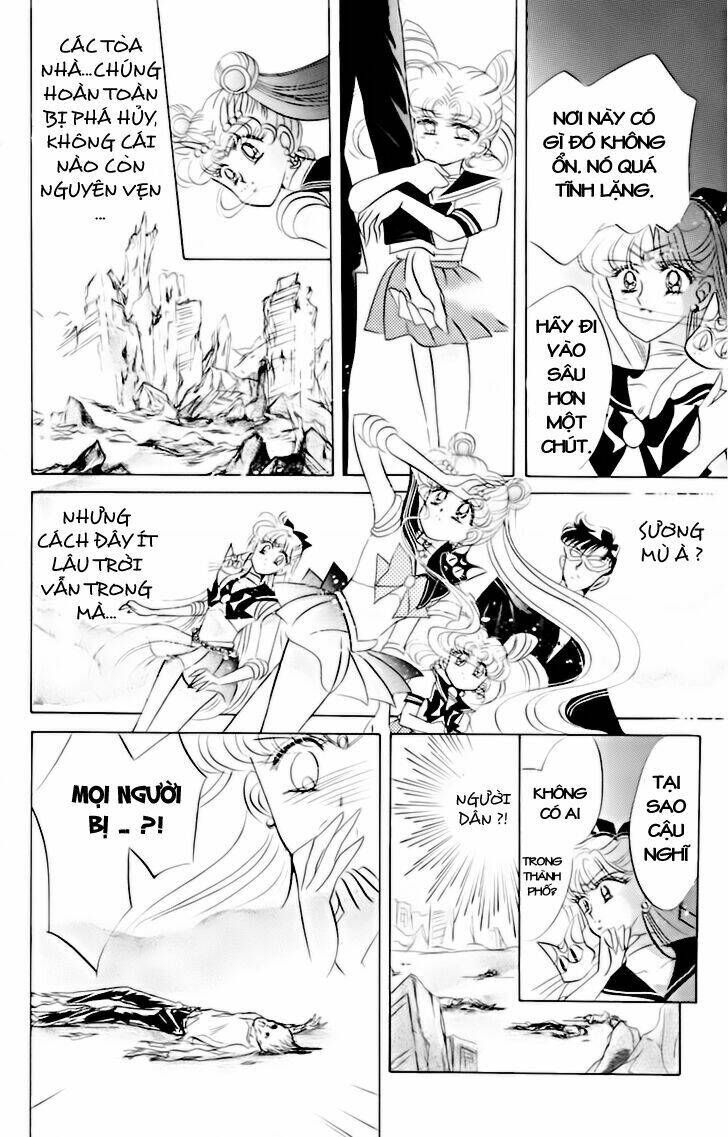 NƠI NÀY CÓ
GÌ ĐÓ KHÔNG
ỔN. NÓ QUÁ
TĨNH LẶNG.
HÃY ĐI
VÀO
SÂU
HƠN
MỘT
CHÚT.
CÁC TÒA
NHÀ...CHÚNG
HOÀN TOÀN
BỊ PHÁ HỦY,
KHÔNG CÁI
NÀO CÒN
NGUYÊN VẸN
...
SƯƠNG
MÙ À ?
NHƯNG
CÁCH ĐÂY ÍT
LÂU TRỜI
VẪN TRONG
MÀ...
TẠI
SAO
CẬU
NGHĨ
KHÔNG
CÓ AI
TRONG
THÀNH
PHỐ?
NGƯỜI
DÂN ?!
MỌI NGƯỜI
BỊ ... ?!